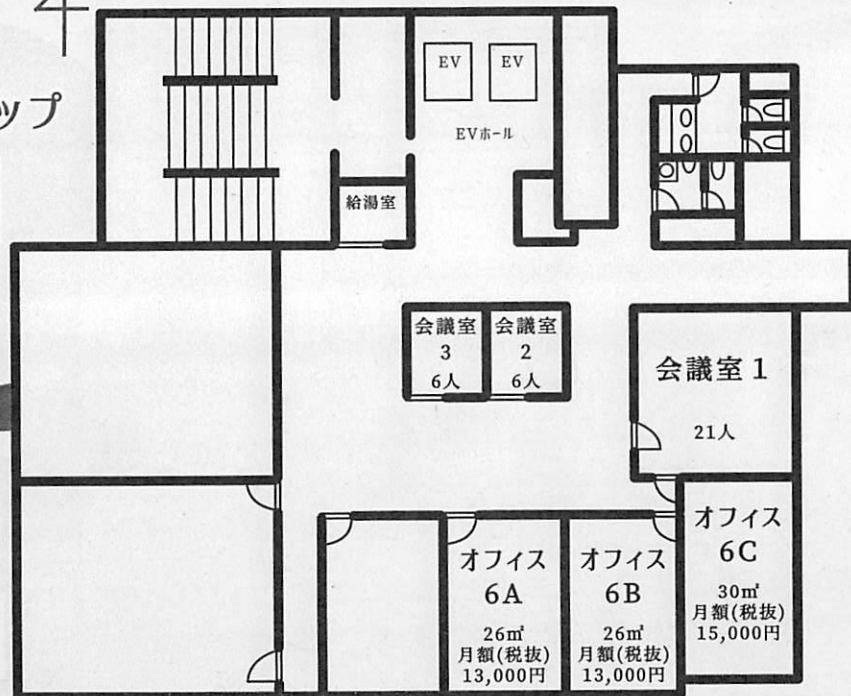 ップ
EV
EV
EVホール
給湯室
会議室
3
6人
会議室
2
6人
会議室1
21人
オフィス
6A
26㎡
月額(税抜)
13,000円
オフィス
6B
26㎡
月額(税抜)
13,000円
オフィス
6C
30㎡
月額(税抜)
15,000円